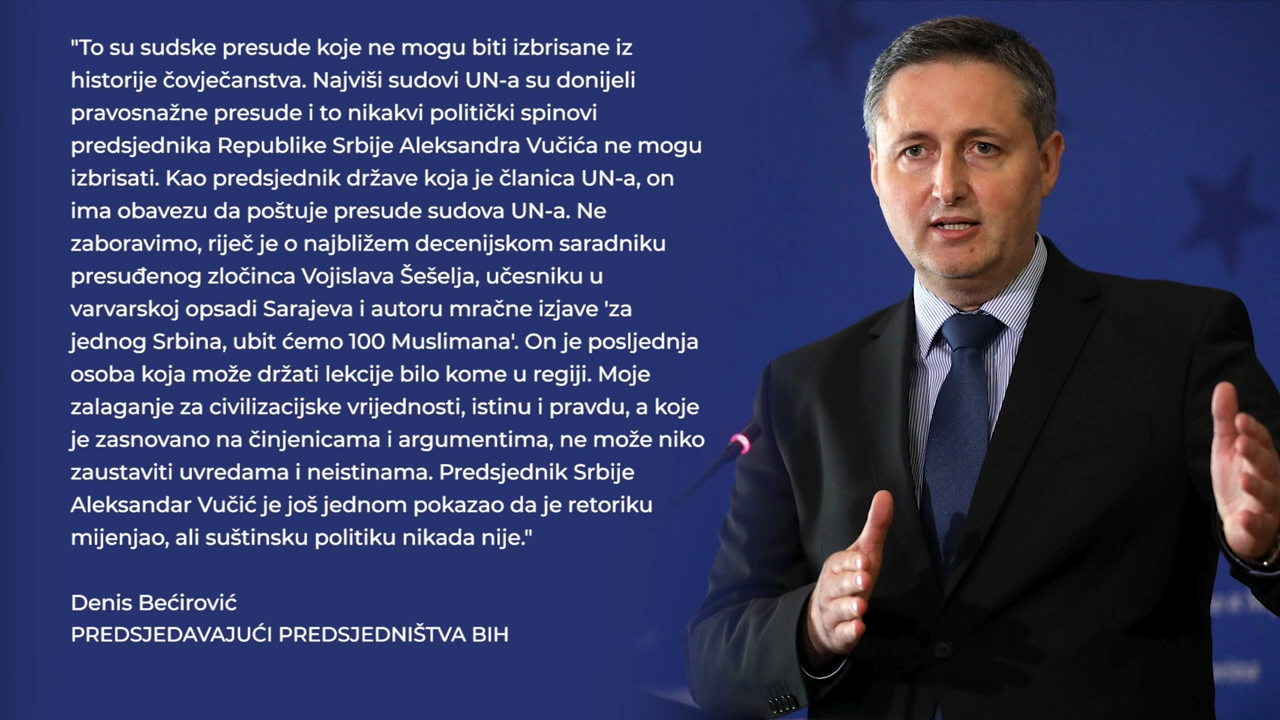 "To su sudske presude koje ne mogu biti izbrisane iz
historije čovječanstva. Najviši sudovi UN-a su donijeli
pravosnažne presude i to nikakvi politički spinovi
predsjednika Republike Srbije Aleksandra Vučića ne mogu
izbrisati. Kao predsjednik države koja je članica UN-a, on
ima obavezu da poštuje presude sudova UN-a. Ne
zaboravimo, riječ je o najbližem decenijskom saradniku
presuđenog zločinca Vojislava Šešelja, učesniku u
varvarskoj opsadi Sarajeva i autoru mračne izjave 'za
jednog Srbina, ubit ćemo 100 Muslimana'. On je posljednja
osoba koja može držati lekcije bilo kome u regiji. Moje
zalaganje za civilizacijske vrijednosti, istinu i pravdu, a koje
je zasnovano na činjenicama i argumentima, ne može niko
zaustaviti uvredama i neistinama. Predsjednik Srbije
Aleksandar Vučić je još jednom pokazao da je retoriku
mijenjao, ali suštinsku politiku nikada nije."
Denis Bećirović
PREDSJEDAVAJUĆI PREDSJEDNIŠTVA BIH